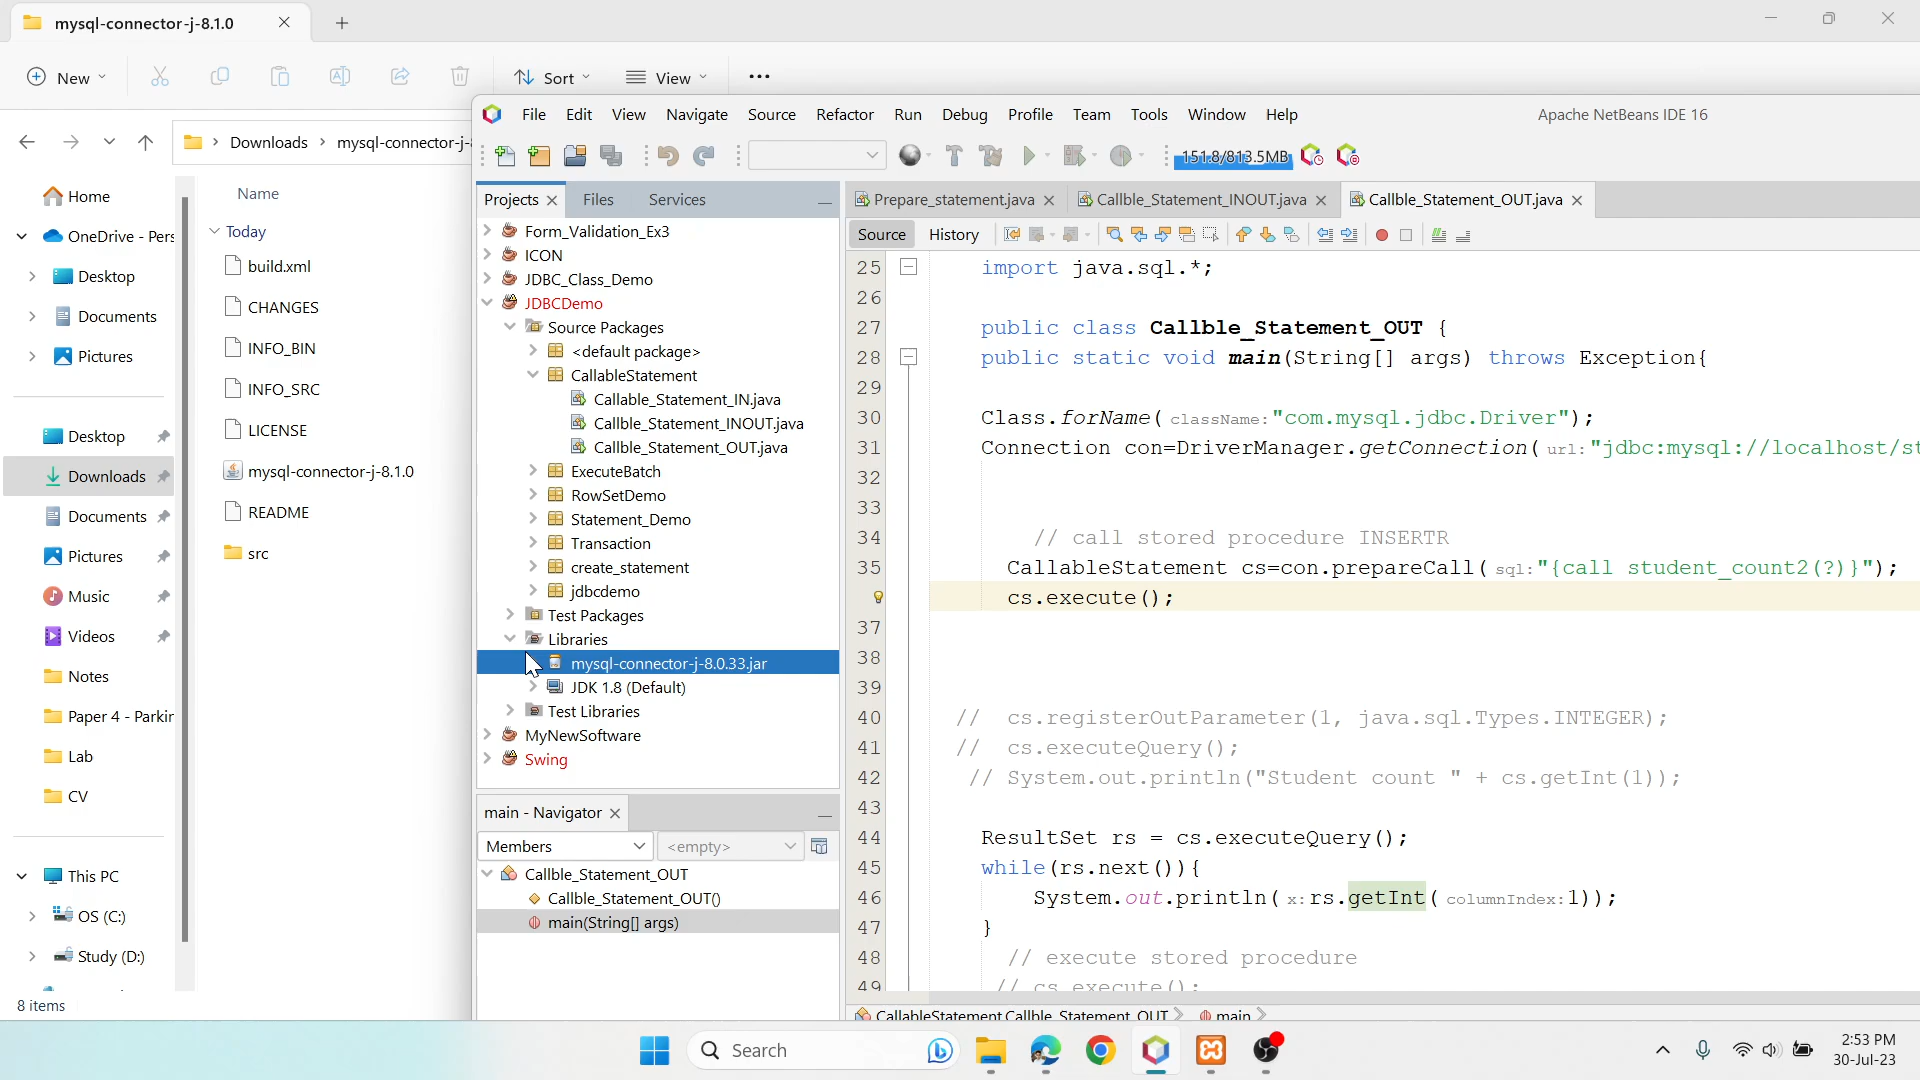 mysql-connector-j-8.1.0
New
Sort
View
Downloads
mysql-connector-j-8
Home
OneDrive - Pers
Desktop
Documents
Pictures
Desktop
Downloads
Documents
Pictures
Music
Videos
Notes
Paper 4 - Parkir
Lab
CV
This PC
OS (C:)
Study (D:)
8 items
Name
Today
build.xml
CHANGES
INFO_BIN
INFO_SRC
LICENSE
mysql-connector-j-8.1.0
README
src
File Edit View Navigate Source Refactor Run Debug Profile Team Tools Window Help
Apache NetBeans IDE 16
151.8/813.5MB
Projects
Files
Services
Form_Validation_Ex3
ICON
JDBC_Class_Demo
JDBCDemo
Source Packages
<default package>
CallableStatement
Callable_Statement_IN.java
Callble_Statement_INOUT.java
Callble_Statement_OUT.java
ExecuteBatch
RowSetDemo
Statement_Demo
Transaction
create_statement
jdbcdemo
Test Packages
Libraries
mysql-connector-j-8.0.33.jar
JDK 1.8 (Default)
Test Libraries
MyNewSoftware
Swing
main - Navigator
Members
<empty>
Callble_Statement_OUT
Callble_Statement_OUT()
main(String[] args)
Prepare_statement.java
Callble_Statement_INOUT.java
Callble_Statement_OUT.java
Source
History
25 import java.sql.*;
26
27 public class Callble_Statement_OUT {
28 public static void main(String[] args) throws Exception{
29
30 Class.forName( className: "com.mysql.jdbc.Driver");
31 Connection con=DriverManager.getConnection( url: "jdbc:mysql://localhost/st
32
33
34 // call stored procedure INSERTR
35 CallableStatement cs=con.prepareCall( sql: "{call student_count2(?)}");
cs.execute();
37
38
39
40 // cs.registerOutParameter(1, java.sql.Types.INTEGER);
41 // cs.executeQuery();
42 // System.out.println("Student count " + cs.getInt(1));
43
44 ResultSet rs = cs.executeQuery();
45 while(rs.next()){
46 System.out.println( x: rs.getInt( columnIndex: 1));
47 }
48 // execute stored procedure
49 // cs.execute();
CallableStatement.Callble_Statement_OUT
main
Search
2:53 PM
30-Jul-23